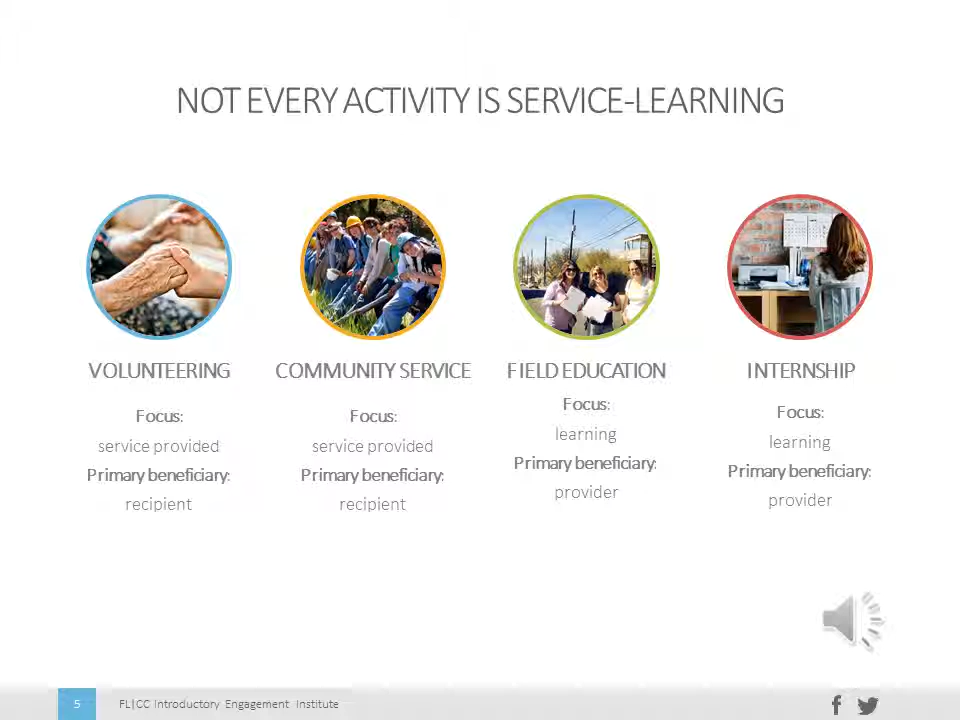 NOT EVERY ACTIVITY IS SERVICE-LEARNING
VOLUNTEERING
Focus:
service provided
Primary beneficiary:
recipient
COMMUNITY SERVICE
Focus:
service provided
Primary beneficiary:
recipient
FIELD EDUCATION
Focus:
learning
Primary beneficiary:
provider
INTERNSHIP
Focus:
learning
Primary beneficiary:
provider
5
FL|CC Introductory Engagement Institute